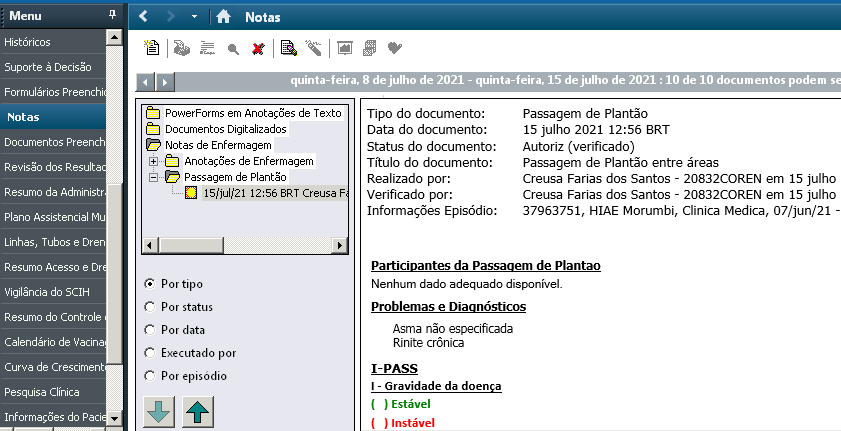 Menu
Históricos
Suporte à Decisão
Formulários Preenchio
Notas
Documentos Preench
Revisão dos Resultac
Resumo da Administra
Plano Assistencial Mu
Linhas, Tubos e Dren
Resumo Acesso e Dre
Vigilância do SCIH
Resumo do Controle
Calendário de Vacinaç
Curva de Crescimento
Pesquisa Clínica
Informações do Pacie
Notas
quinta-feira, 8 de julho de 2021 - quinta-feira, 15 de julho de 2021 : 10 de 10 documentos podem se
PowerForms em Anotações de Texto
Documentos Digitalizados
Notas de Enfermagem
Anotações de Enfermagem
Passagem de Plantão
15/jul/21 12:56 BRT Creusa Fa
Por tipo
Por status
Por data
Executado por
Por episódio
Tipo do documento: Passagem de Plantão
Data do documento: 15 julho 2021 12:56 BRT
Status do documento: Autoriz (verificado)
Título do documento: Passagem de Plantão entre áreas
Realizado por: Creusa Farias dos Santos - 20832COREN em 15 julho
Verificado por: Creusa Farias dos Santos - 20832COREN em 15 julho
Informações Episódio: 37963751, HIAE Morumbi, Clinica Medica, 07/jun/21 -
Participantes da Passagem de Plantao
Nenhum dado adequado disponível.
Problemas e Diagnósticos
Asma não especificada
Rinite crônica
I-PASS
I - Gravidade da doença
( ) Estável
( ) Instável